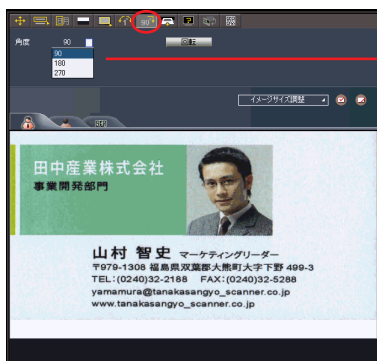 90°
角度 90 回転
90
180
270
イメージサイズ調整
田中産業株式会社
事業開発部門
山村 智史 マーケティングリーダー
〒979-1308 福島県双葉郡大熊町大字下野 499-3
TEL:(0240)32-2188 FAX:(0240)32-5288
yamamura@tanakasangyo_scanner.co.jp
www.tanakasangyo_scanner.co.jp